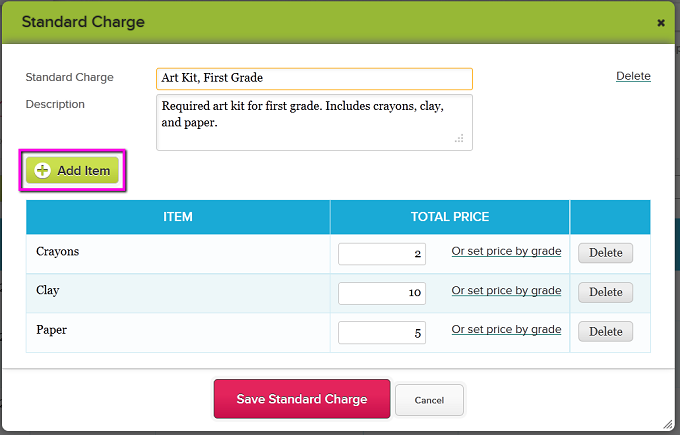 Standard Charge
Standard Charge Art Kit, First Grade Delete
Description Required art kit for first grade. Includes crayons, clay,
and paper.
Add Item
ITEM TOTAL PRICE
Crayons 2 Or set price by grade Delete
Clay 10 Or set price by grade Delete
Paper 5 Or set price by grade Delete
Save Standard Charge Cancel